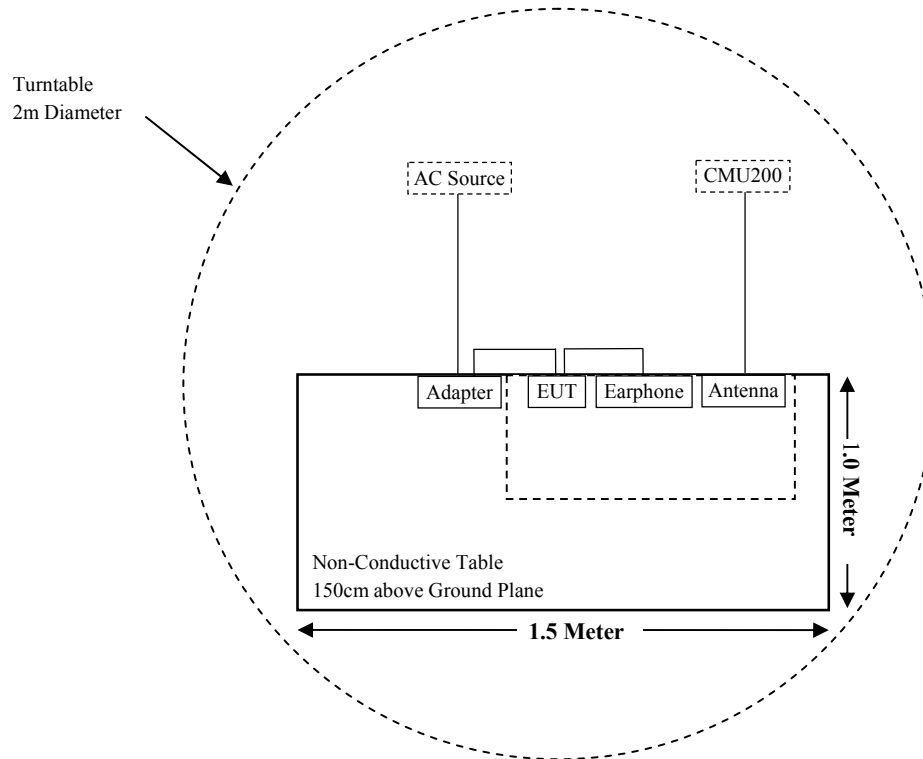 Turntable
2m Diameter
AC Source
CMU200
Adapter
EUT
Earphone
Antenna
1.0 Meter
Non-Conductive Table
150cm above Ground Plane
1.5 Meter